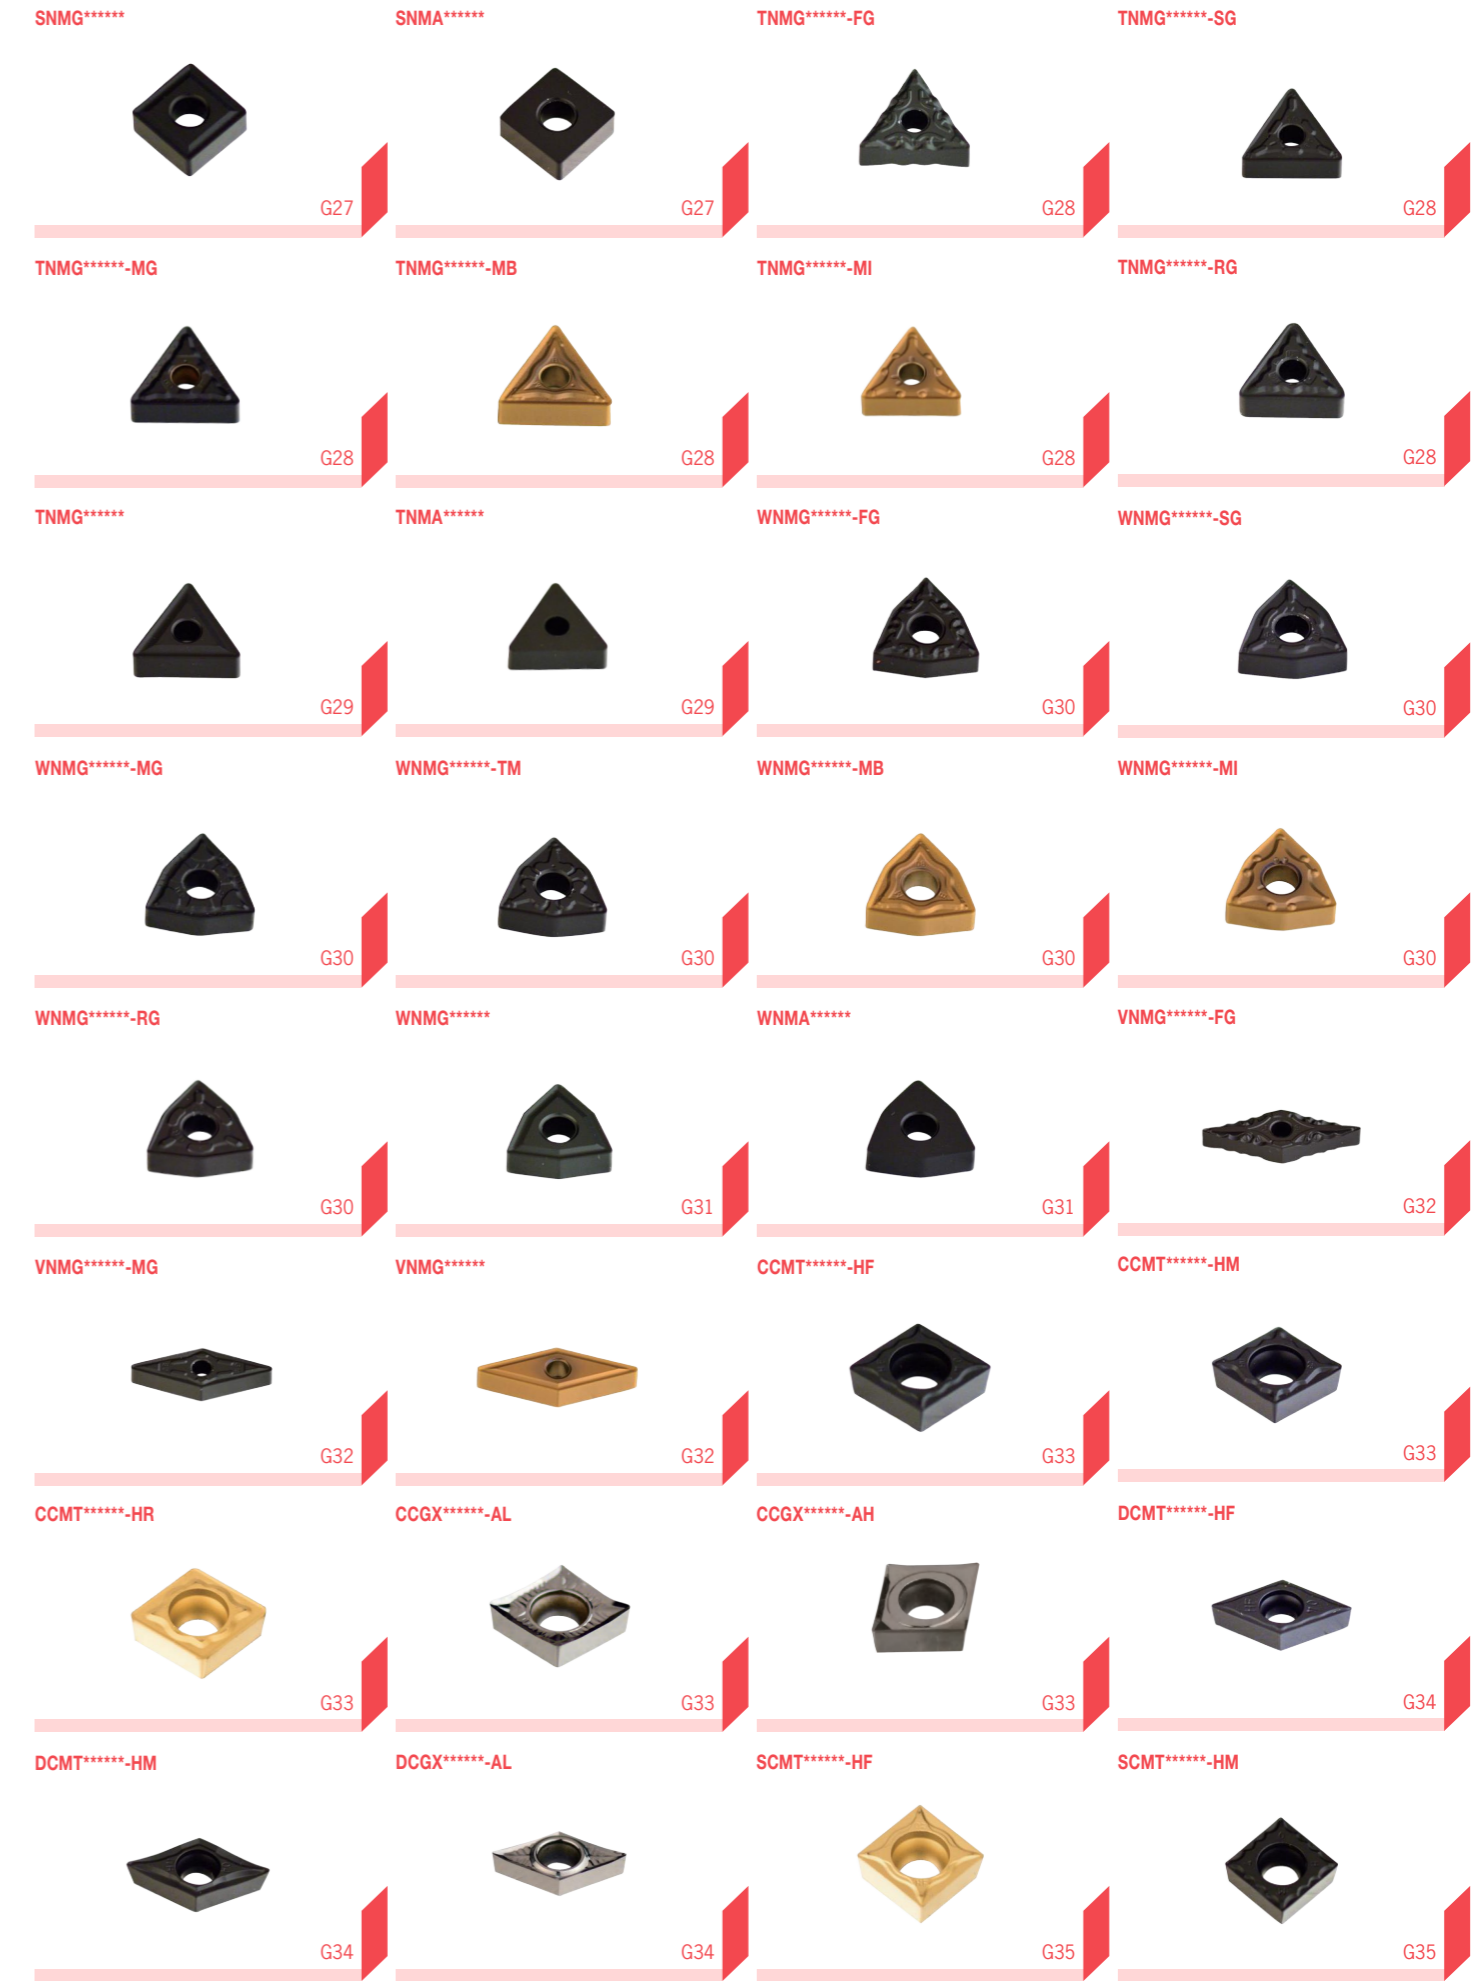 SNMG****** SNMA****** TNMG******-FG TNMG******-SG
G27 G27 G28 G28
TNMG******-MG TNMG******-MB TNMG******-MI TNMG******-RG
G28 G28 G28 G28
TNMG****** TNMA****** WNMG******-FG WNMG******-SG
G29 G29 G30 G30
WNMG******-MG WNMG******-TM WNMG******-MB WNMG******-MI
G30 G30 G30 G30
WNMG******-RG WNMG****** WNMA****** VNMG******-FG
G30 G31 G31 G32
VNMG******-MG VNMG****** CCMT******-HF CCMT******-HM
G32 G32 G33 G33
CCMT******-HR CCGX******-AL CCGX******-AH DCMT******-HF
G33 G33 G33 G34
DCMT******-HM DCGX******-AL SCMT******-HF SCMT******-HM
G34 G34 G35 G35